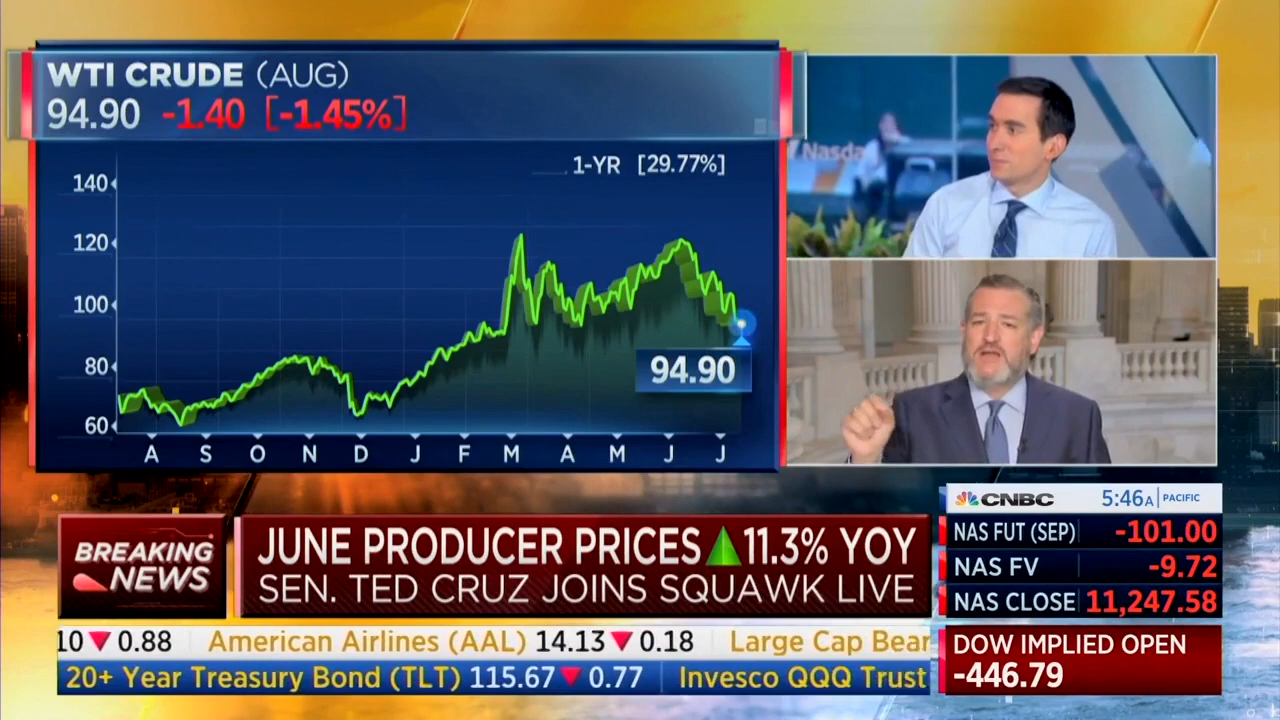 WTI CRUDE (AUG)
94.90 -1.40 [-1.45%]
1-YR [29.77%]
140
120
100
80
60
94.90
A S O N D J F M A M J J
Nasda
BREAKING
NEWS
JUNE PRODUCER PRICES ▲ 11.3% YOY
SEN. TED CRUZ JOINS SQUAWK LIVE
CNBC 5:46A | PACIFIC
NAS FUT (SEP) -101.00
NAS FV -9.72
NAS CLOSE 11,247.58
DOW IMPLIED OPEN
-446.79
10 ▼ 0.88 American Airlines (AAL) 14.13 ▼ 0.18 Large Cap Bear
20+ Year Treasury Bond (TLT) 115.67 ▼ 0.77 Invesco QQQ Trust